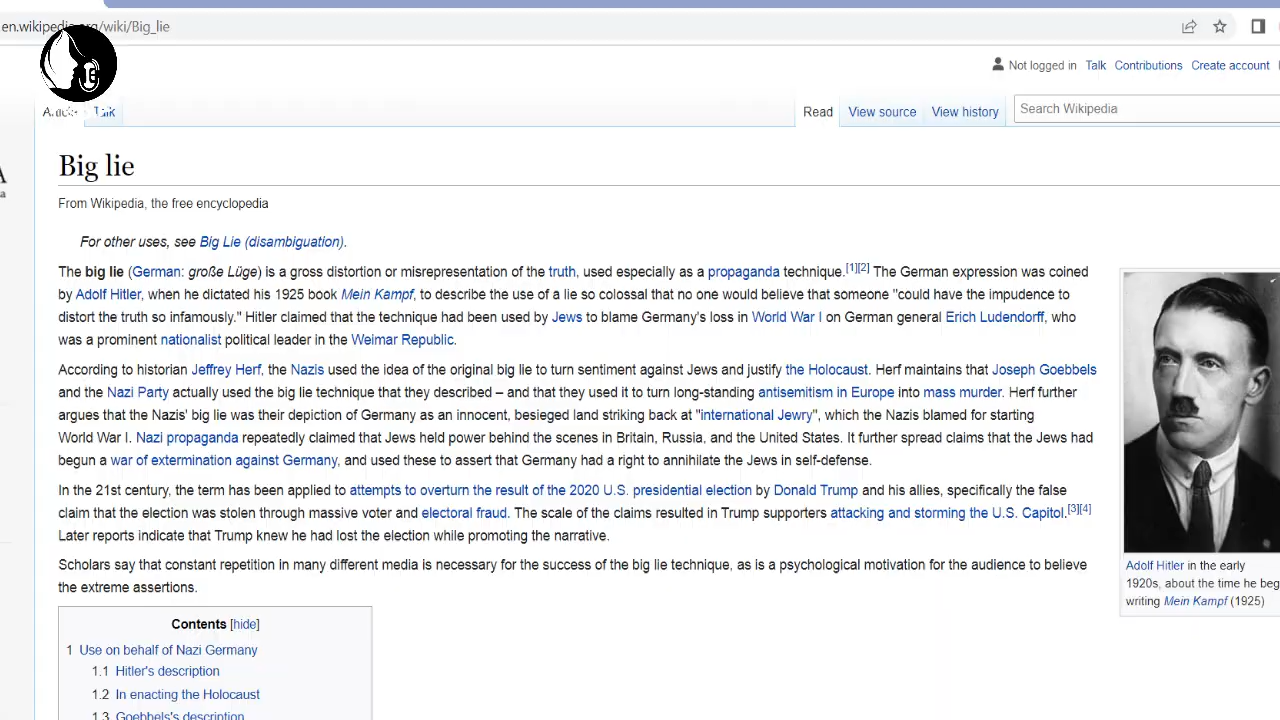 en.wikipedia.org/wiki/Big_lie
Not logged in Talk Contributions Create account
Article Talk Read View source View history Search Wikipedia
A
a
Big lie
From Wikipedia, the free encyclopedia
For other uses, see Big Lie (disambiguation).
The big lie (German: große Lüge) is a gross distortion or misrepresentation of the truth, used especially as a propaganda technique.[1][2] The German expression was coined
by Adolf Hitler, when he dictated his 1925 book Mein Kampf, to describe the use of a lie so colossal that no one would believe that someone "could have the impudence to
distort the truth so infamously." Hitler claimed that the technique had been used by Jews to blame Germany's loss in World War I on German general Erich Ludendorff, who
was a prominent nationalist political leader in the Weimar Republic.
According to historian Jeffrey Herf, the Nazis used the idea of the original big lie to turn sentiment against Jews and justify the Holocaust. Herf maintains that Joseph Goebbels
and the Nazi Party actually used the big lie technique that they described – and that they used it to turn long-standing antisemitism in Europe into mass murder. Herf further
argues that the Nazis' big lie was their depiction of Germany as an innocent, besieged land striking back at "international Jewry", which the Nazis blamed for starting
World War I. Nazi propaganda repeatedly claimed that Jews held power behind the scenes in Britain, Russia, and the United States. It further spread claims that the Jews had
begun a war of extermination against Germany, and used these to assert that Germany had a right to annihilate the Jews in self-defense.
In the 21st century, the term has been applied to attempts to overturn the result of the 2020 U.S. presidential election by Donald Trump and his allies, specifically the false
claim that the election was stolen through massive voter and electoral fraud. The scale of the claims resulted in Trump supporters attacking and storming the U.S. Capitol.[3][4]
Later reports indicate that Trump knew he had lost the election while promoting the narrative.
Scholars say that constant repetition in many different media is necessary for the success of the big lie technique, as is a psychological motivation for the audience to believe
the extreme assertions.
Adolf Hitler in the early
1920s, about the time he beg
writing Mein Kampf (1925)
Contents [hide]
1 Use on behalf of Nazi Germany
1.1 Hitler's description
1.2 In enacting the Holocaust
1.3 Goebbels's description